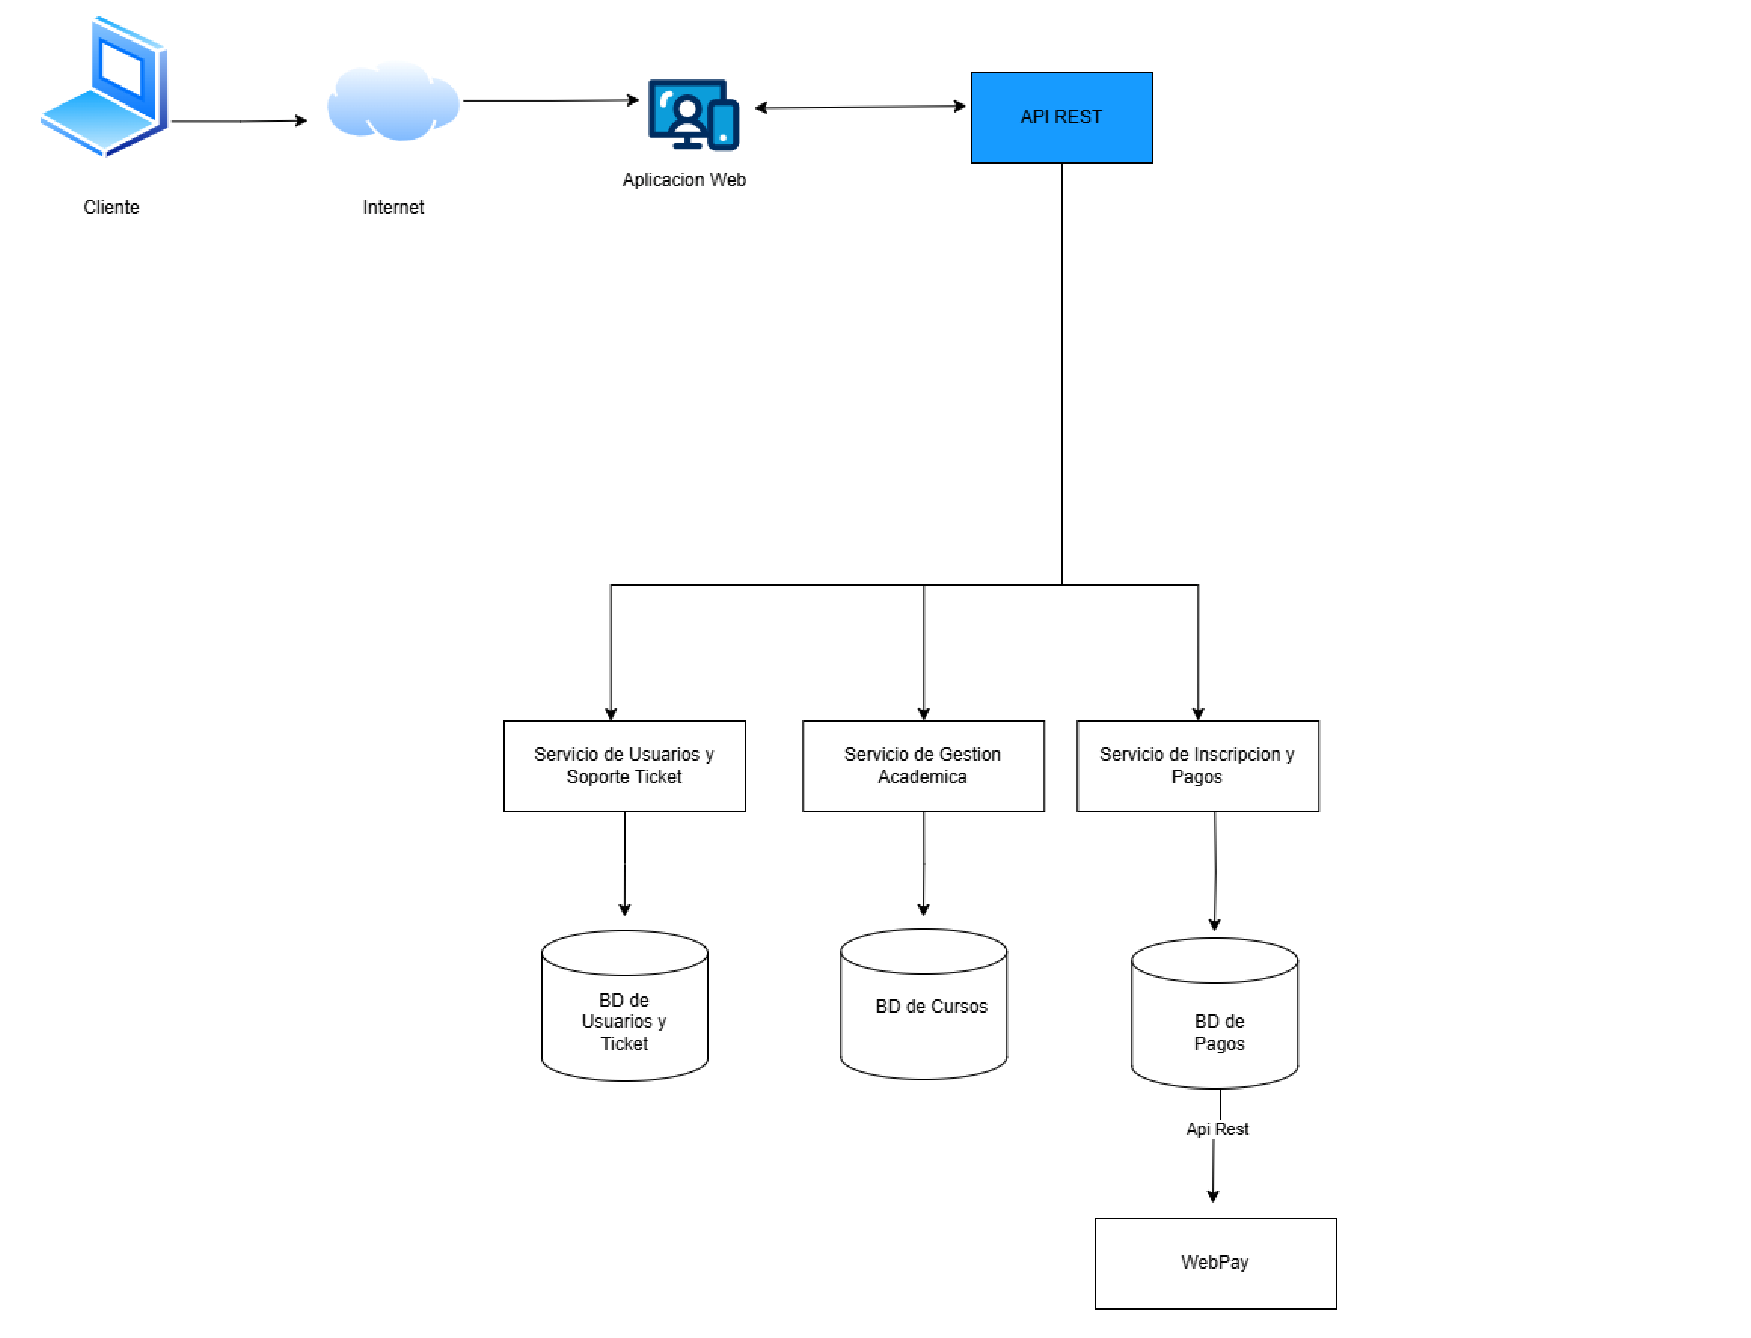 API REST
Aplicacion Web
Cliente
Internet
Servicio de Usuarios y
Soporte Ticket
Servicio de Gestion
Academica
Servicio de Inscripcion y
Pagos
BD de
Usuarios y
Ticket
BD de Cursos
BD de
Pagos
Api Rest
WebPay